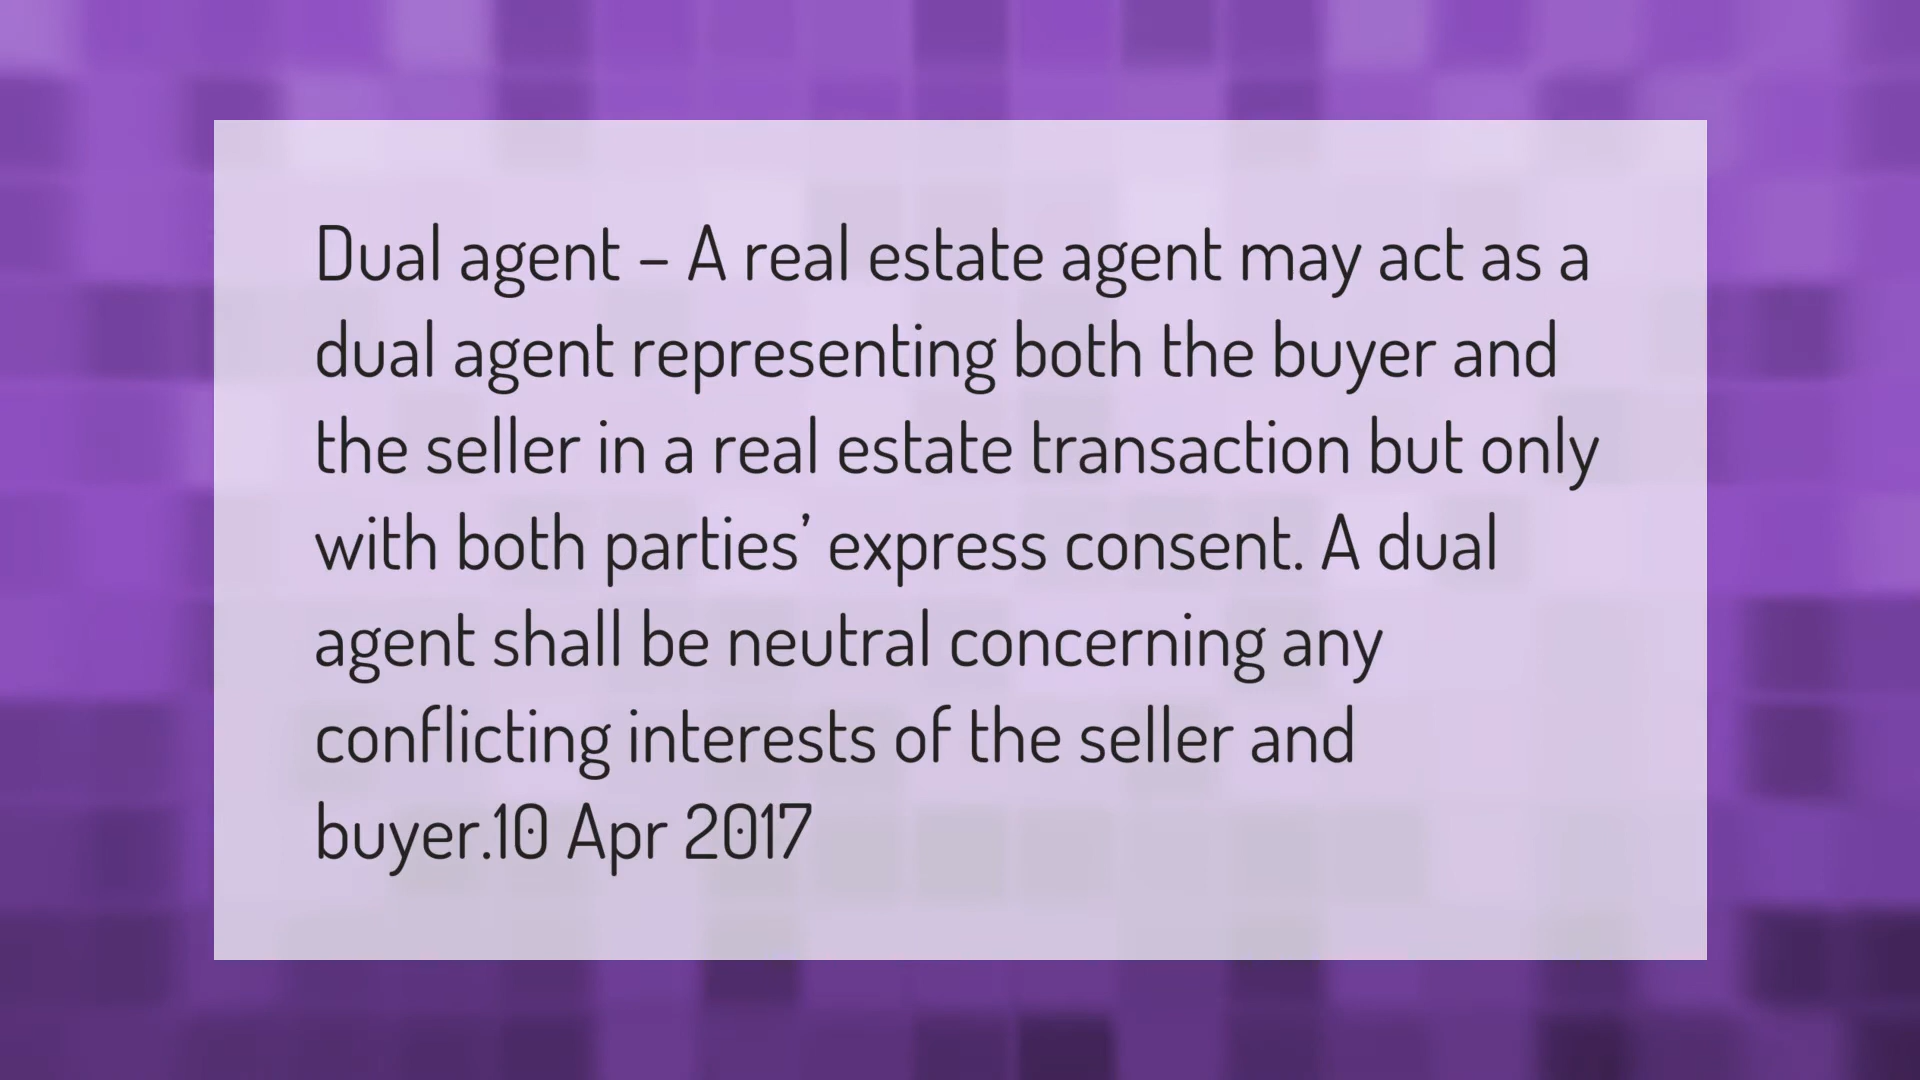 Dual agent – A real estate agent may act as a
dual agent representing both the buyer and
the seller in a real estate transaction but only
with both parties’ express consent. A dual
agent shall be neutral concerning any
conflicting interests of the seller and
buyer.10 Apr 2017